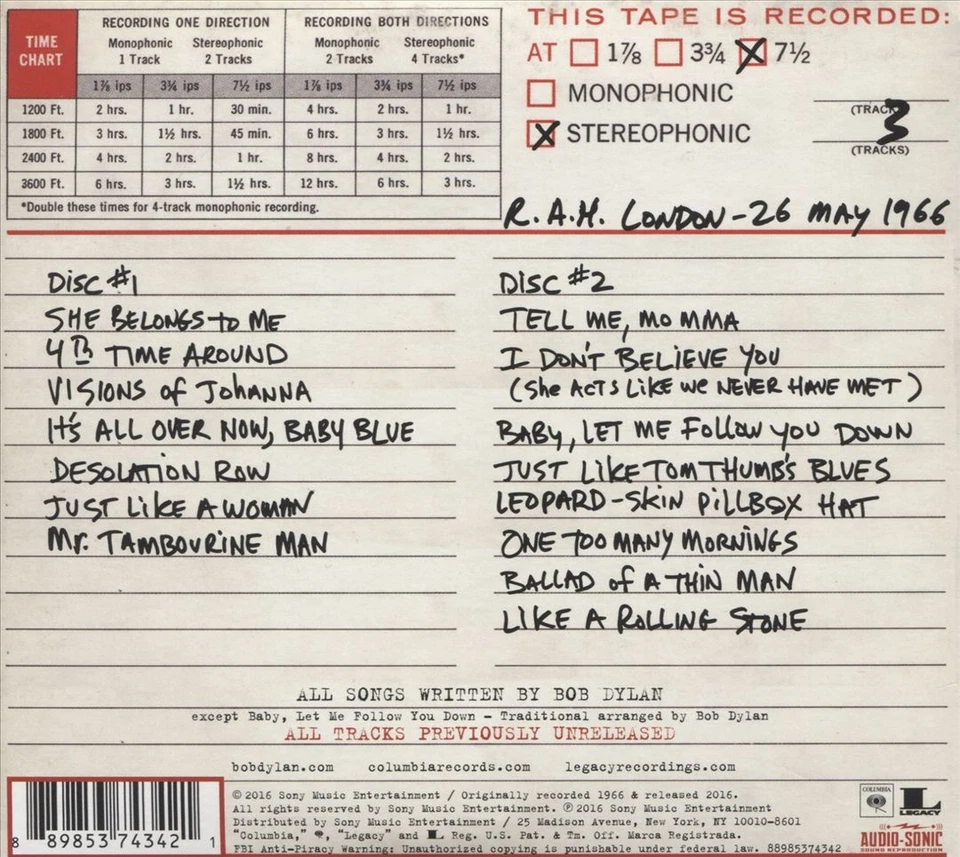 TIME CHART
RECORDING ONE DIRECTION RECORDING BOTH DIRECTIONS
Monophonic 1 Track Stereophonic 2 Tracks Monophonic 2 Tracks Stereophonic 4 Tracks*
1⅞ ips 3¾ ips 7½ ips 1⅞ ips 3¾ ips 7½ ips
1200 Ft. 2 hrs. 1 hr. 30 min. 4 hrs. 2 hrs. 1 hr.
1800 Ft. 3 hrs. 1½ hrs. 45 min. 6 hrs. 3 hrs. 1½ hrs.
2400 Ft. 4 hrs. 2 hrs. 1 hr. 8 hrs. 4 hrs. 2 hrs.
3600 Ft. 6 hrs. 3 hrs. 1½ hrs. 12 hrs. 6 hrs. 3 hrs.
*Double these times for 4-track monophonic recording.
THIS TAPE IS RECORDED:
AT 1⅞ 3¾ X 7½
MONOPHONIC
(TRACK
X STEREOPHONIC
3
(TRACKS)
R.A.H. LONDON - 26 MAY 1966
DISC #1
SHE BELONGS to ME
4TH TIME AROUND
VISIONS of JOHANNA
It's ALL OVER NOW, BABY BLUE
DESOLATION ROW
JUST LIKE A WOMAN
Mr. TAMBOURINE MAN
DISC #2
TELL ME, MOMMA
I DON'T BELIEVE YOU
(She ACTS LIKE we NEVER HAVE MET)
BABY, LET ME FOLLOW YOU DOWN
JUST LIKE TOM THUMB'S BLUES
LEOPARD-SKIN PILLBOX HAT
ONE TOO MANY MORNINGS
BALLAD of A THIN MAN
LIKE A ROLLING STONE
ALL SONGS WRITTEN BY BOB DYLAN
except Baby, Let Me Follow You Down – Traditional arranged by Bob Dylan
ALL TRACKS PREVIOUSLY UNRELEASED
bobdylan.com columbiarecords.com legacyrecordings.com
8 89853 74342 1
© 2016 Sony Music Entertainment / Originally recorded 1966 & released 2016.
All rights reserved by Sony Music Entertainment. ℗ 2016 Sony Music Entertainment
Distributed by Sony Music Entertainment / 25 Madison Avenue, New York, NY 10010-8601
"Columbia," , "Legacy" and L Reg. U.S. Pat. & Tm. Off. Marca Registrada.
FBI Anti-Piracy Warning: Unauthorized copying is punishable under federal law. 88985374342
COLUMBIA
L
LEGACY
AUDIO-SONIC
SOUND REPRODUCTION